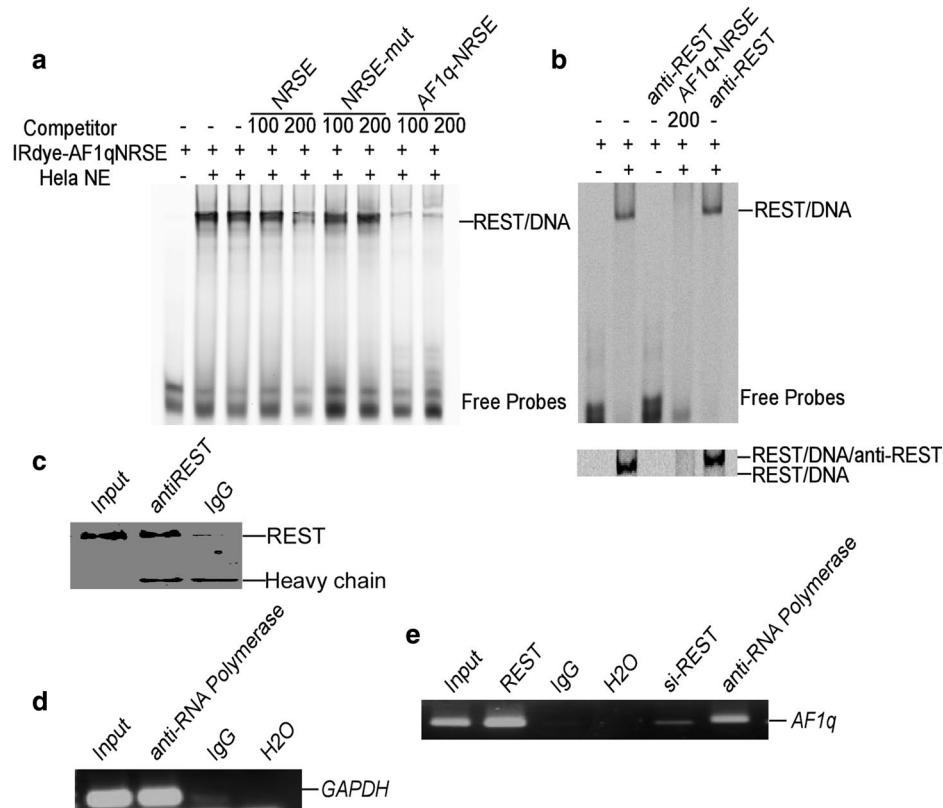 a
NRSE
NRSE-mut
AF1q-NRSE
Competitor - - - 100 200 100 200 100 200
IRdye-AF1qNRSE + + + + + + + + +
Hela NE - + + + + + + + +
REST/DNA
Free Probes
b
anti-REST
AF1q-NRSE
anti-REST
- - - 200 -
+ + + + +
- + - + +
REST/DNA
Free Probes
REST/DNA/anti-REST
REST/DNA
c
Input
antiREST
IgG
REST
Heavy chain
d
Input
anti-RNA Polymerase
IgG
H2O
GAPDH
e
Input
REST
IgG
H2O
si-REST
anti-RNA Polymerase
AF1q